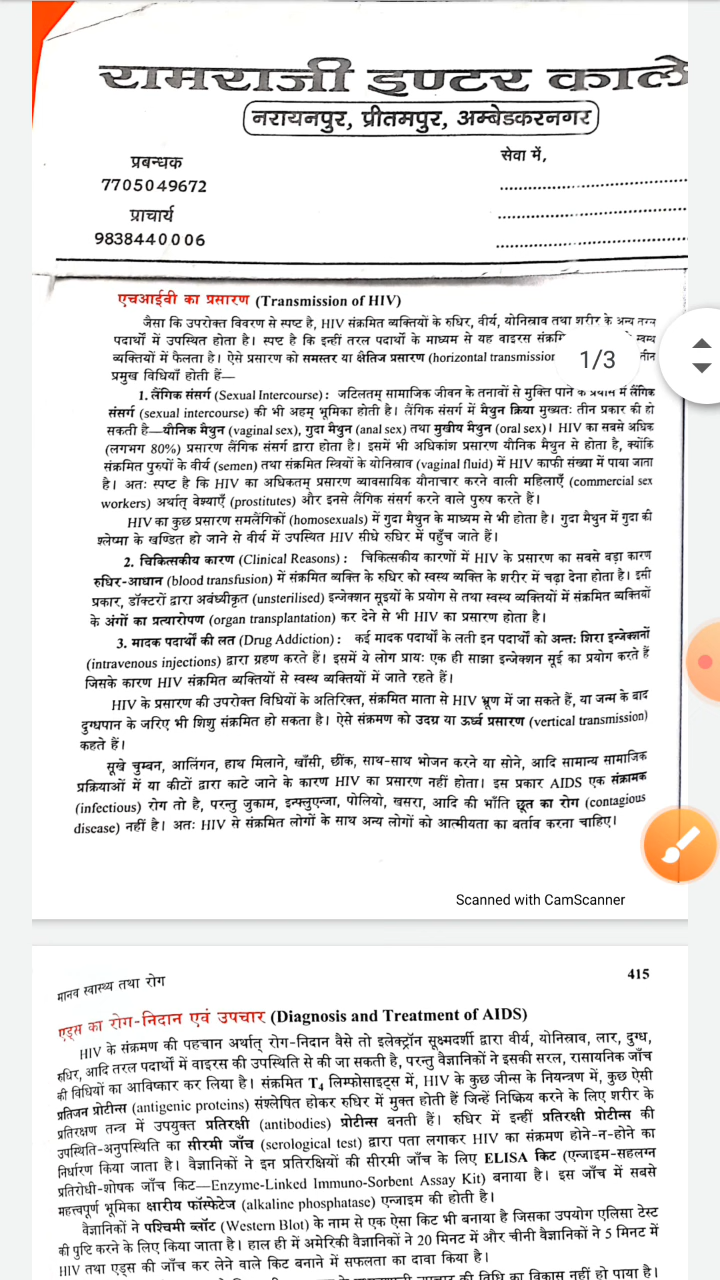 रामराजी इण्टर काले
नरायनपुर, प्रीतमपुर, अम्बेडकरनगर
प्रबन्धक
सेवा में,
7705049672
प्राचार्य
9838440006
एचआईवी का प्रसारण (Transmission of HIV)
जैसा कि उपरोक्त विवरण से स्पष्ट है, HIV संक्रमित व्यक्तियों के रुधिर, वीर्य, योनिस्राव तथा शरीर के अन्य तरल
पदार्थों में उपस्थित होता है। स्पष्ट है कि इन्हीं तरल पदार्थों के माध्यम से यह वाइरस संक्रमि
व्यक्तियों में फैलता है। ऐसे प्रसारण को समस्तर या क्षैतिज प्रसारण (horizontal transmission तीन
1/3
प्रमुख विधियाँ होती हैं—
1. लैंगिक संसर्ग (Sexual Intercourse) : जटिलतम् सामाजिक जीवन के तनावों से मुक्ति पाने के प्रयास में लैंगिक
संसर्ग (sexual intercourse) की भी अहम् भूमिका होती है। लैंगिक संसर्ग में मैथुन क्रिया मुख्यतः तीन प्रकार की हो
सकती है—यौनिक मैथुन (vaginal sex), गुदा मैथुन (anal sex) तथा मुखीय मैथुन (oral sex)। HIV का सबसे अधिक
(लगभग 80%) प्रसारण लैंगिक संसर्ग द्वारा होता है। इसमें भी अधिकांश प्रसारण यौनिक मैथुन से होता है, क्योंकि
संक्रमित पुरुषों के वीर्य (semen) तथा संक्रमित स्त्रियों के योनिस्राव (vaginal fluid) में HIV काफी संख्या में पाया जाता
है। अतः स्पष्ट है कि HIV का अधिकतम् प्रसारण व्यावसायिक यौनाचार करने वाली महिलाएँ (commercial sex
workers) अर्थात् वेश्याएँ (prostitutes) और इनसे लैंगिक संसर्ग करने वाले पुरुष करते हैं।
HIV का कुछ प्रसारण समलैंगिकों (homosexuals) में गुदा मैथुन के माध्यम से भी होता है। गुदा मैथुन में गुदा की
श्लेष्मा के खण्डित हो जाने से वीर्य में उपस्थित HIV सीधे रुधिर में पहुँच जाते हैं।
2. चिकित्सकीय कारण (Clinical Reasons) : चिकित्सकीय कारणों में HIV के प्रसारण का सबसे बड़ा कारण
रुधिर-आधान (blood transfusion) में संक्रमित व्यक्ति के रुधिर को स्वस्थ व्यक्ति के शरीर में चढ़ा देना होता है। इसी
प्रकार, डॉक्टरों द्वारा अवंध्यीकृत (unsterilised) इन्जेक्शन सूइयों के प्रयोग से तथा स्वस्थ व्यक्तियों में संक्रमित व्यक्तियों
के अंगों का प्रत्यारोपण (organ transplantation) कर देने से भी HIV का प्रसारण होता है।
3. मादक पदार्थों की लत (Drug Addiction) : कई मादक पदार्थों के लती इन पदार्थों को अन्तः शिरा इन्जेक्शनों
(intravenous injections) द्वारा ग्रहण करते हैं। इसमें ये लोग प्रायः एक ही साझा इन्जेक्शन सूई का प्रयोग करते हैं
जिसके कारण HIV संक्रमित व्यक्तियों से स्वस्थ व्यक्तियों में जाते रहते हैं।
HIV के प्रसारण की उपरोक्त विधियों के अतिरिक्त, संक्रमित माता से HIV भ्रूण में जा सकते हैं, या जन्म के बाद
दुग्धपान के जरिए भी शिशु संक्रमित हो सकता है। ऐसे संक्रमण को उदग्र या ऊर्ध्व प्रसारण (vertical transmission)
कहते हैं।
सूखे चुम्बन, आलिंगन, हाथ मिलाने, खाँसी, छींक, साथ-साथ भोजन करने या सोने, आदि सामान्य सामाजिक
प्रक्रियाओं में या कीटों द्वारा काटे जाने के कारण HIV का प्रसारण नहीं होता। इस प्रकार AIDS एक संक्रामक
(infectious) रोग तो है, परन्तु जुकाम, इन्फ्लुएन्जा, पोलियो, खसरा, आदि की भाँति छूत का रोग (contagious
disease) नहीं है। अतः HIV से संक्रमित लोगों के साथ अन्य लोगों को आत्मीयता का बर्ताव करना चाहिए।
Scanned with CamScanner
मानव स्वास्थ्य तथा रोग 415
एड्स का रोग-निदान एवं उपचार (Diagnosis and Treatment of AIDS)
HIV के संक्रमण की पहचान अर्थात् रोग-निदान वैसे तो इलेक्ट्रॉन सूक्ष्मदर्शी द्वारा वीर्य, योनिस्राव, लार, दुग्ध,
रुधिर, आदि तरल पदार्थों में वाइरस की उपस्थिति से की जा सकती है, परन्तु वैज्ञानिकों ने इसकी सरल, रासायनिक जाँच
की विधियों का आविष्कार कर लिया है। संक्रमित T₄ लिम्फोसाइट्स में, HIV के कुछ जीन्स के नियन्त्रण में, कुछ ऐसी
प्रतिजन प्रोटीन्स (antigenic proteins) संश्लेषित होकर रुधिर में मुक्त होती हैं जिन्हें निष्क्रिय करने के लिए शरीर के
प्रतिरक्षण तन्त्र में उपयुक्त प्रतिरक्षी (antibodies) प्रोटीन्स बनती हैं। रुधिर में इन्हीं प्रतिरक्षी प्रोटीन्स की
उपस्थिति-अनुपस्थिति का सीरमी जाँच (serological test) द्वारा पता लगाकर HIV का संक्रमण होने-न-होने का
निर्धारण किया जाता है। वैज्ञानिकों ने इन प्रतिरक्षियों की सीरमी जाँच के लिए ELISA किट (एन्जाइम-सहलग्न
प्रतिरोधी-शोषक जाँच किट—Enzyme-Linked Immuno-Sorbent Assay Kit) बनाया है। इस जाँच में सबसे
महत्त्वपूर्ण भूमिका क्षारीय फॉस्फेटेज (alkaline phosphatase) एन्जाइम की होती है।
वैज्ञानिकों ने पश्चिमी ब्लॉट (Western Blot) के नाम से एक ऐसा किट भी बनाया है जिसका उपयोग एलिसा टेस्ट
की पुष्टि करने के लिए किया जाता है। हाल ही में अमेरिकी वैज्ञानिकों ने 20 मिनट में और चीनी वैज्ञानिकों ने 5 मिनट में
HIV तथा एड्स की जाँच कर लेने वाले किट बनाने में सफलता का दावा किया है।
की विधि का विकास नहीं हो पाया है।